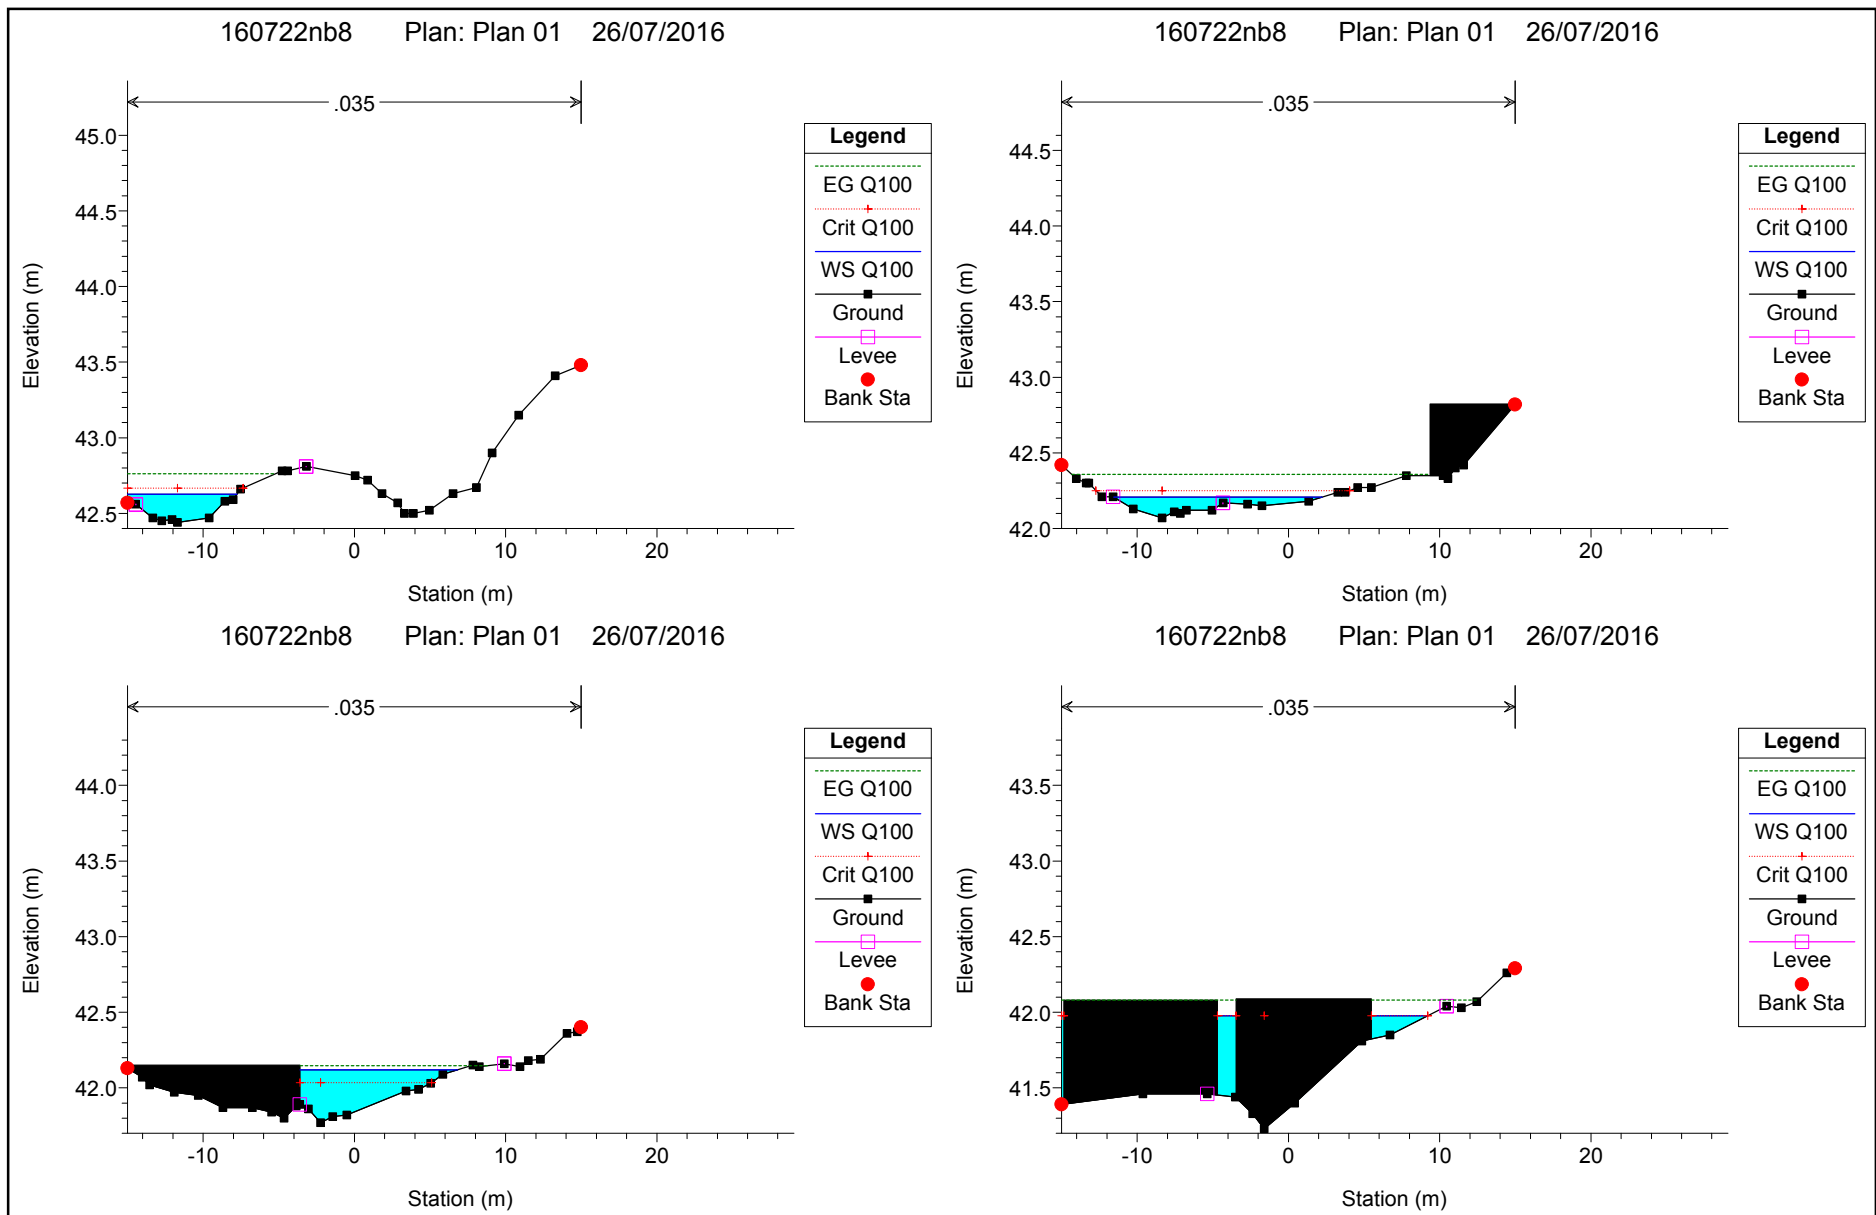 160722nb8 Plan: Plan 01 26/07/2016
.035
45.0
44.5
44.0
43.5
43.0
42.5
Elevation (m)
-10 0 10 20
Station (m)
Legend
EG Q100
Crit Q100
WS Q100
Ground
Levee
Bank Sta
160722nb8 Plan: Plan 01 26/07/2016
.035
44.5
44.0
43.5
43.0
42.5
42.0
Elevation (m)
-10 0 10 20
Station (m)
Legend
EG Q100
Crit Q100
WS Q100
Ground
Levee
Bank Sta
160722nb8 Plan: Plan 01 26/07/2016
.035
44.0
43.5
43.0
42.5
42.0
Elevation (m)
-10 0 10 20
Station (m)
Legend
EG Q100
WS Q100
Crit Q100
Ground
Levee
Bank Sta
160722nb8 Plan: Plan 01 26/07/2016
.035
43.5
43.0
42.5
42.0
41.5
Elevation (m)
-10 0 10 20
Station (m)
Legend
EG Q100
WS Q100
Crit Q100
Ground
Levee
Bank Sta